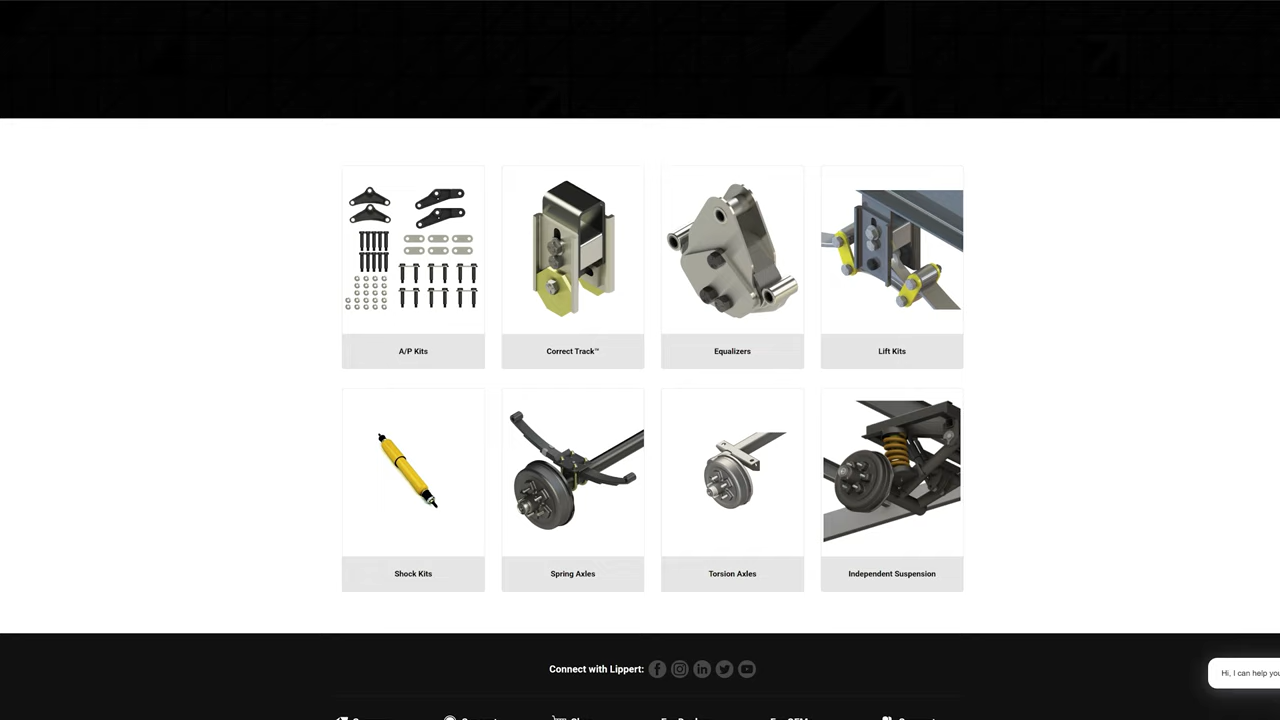 A/P Kits
Correct Track™
Equalizers
Lift Kits
Shock Kits
Spring Axles
Torsion Axles
Independent Suspension
Connect with Lippert:
Hi, I can help you